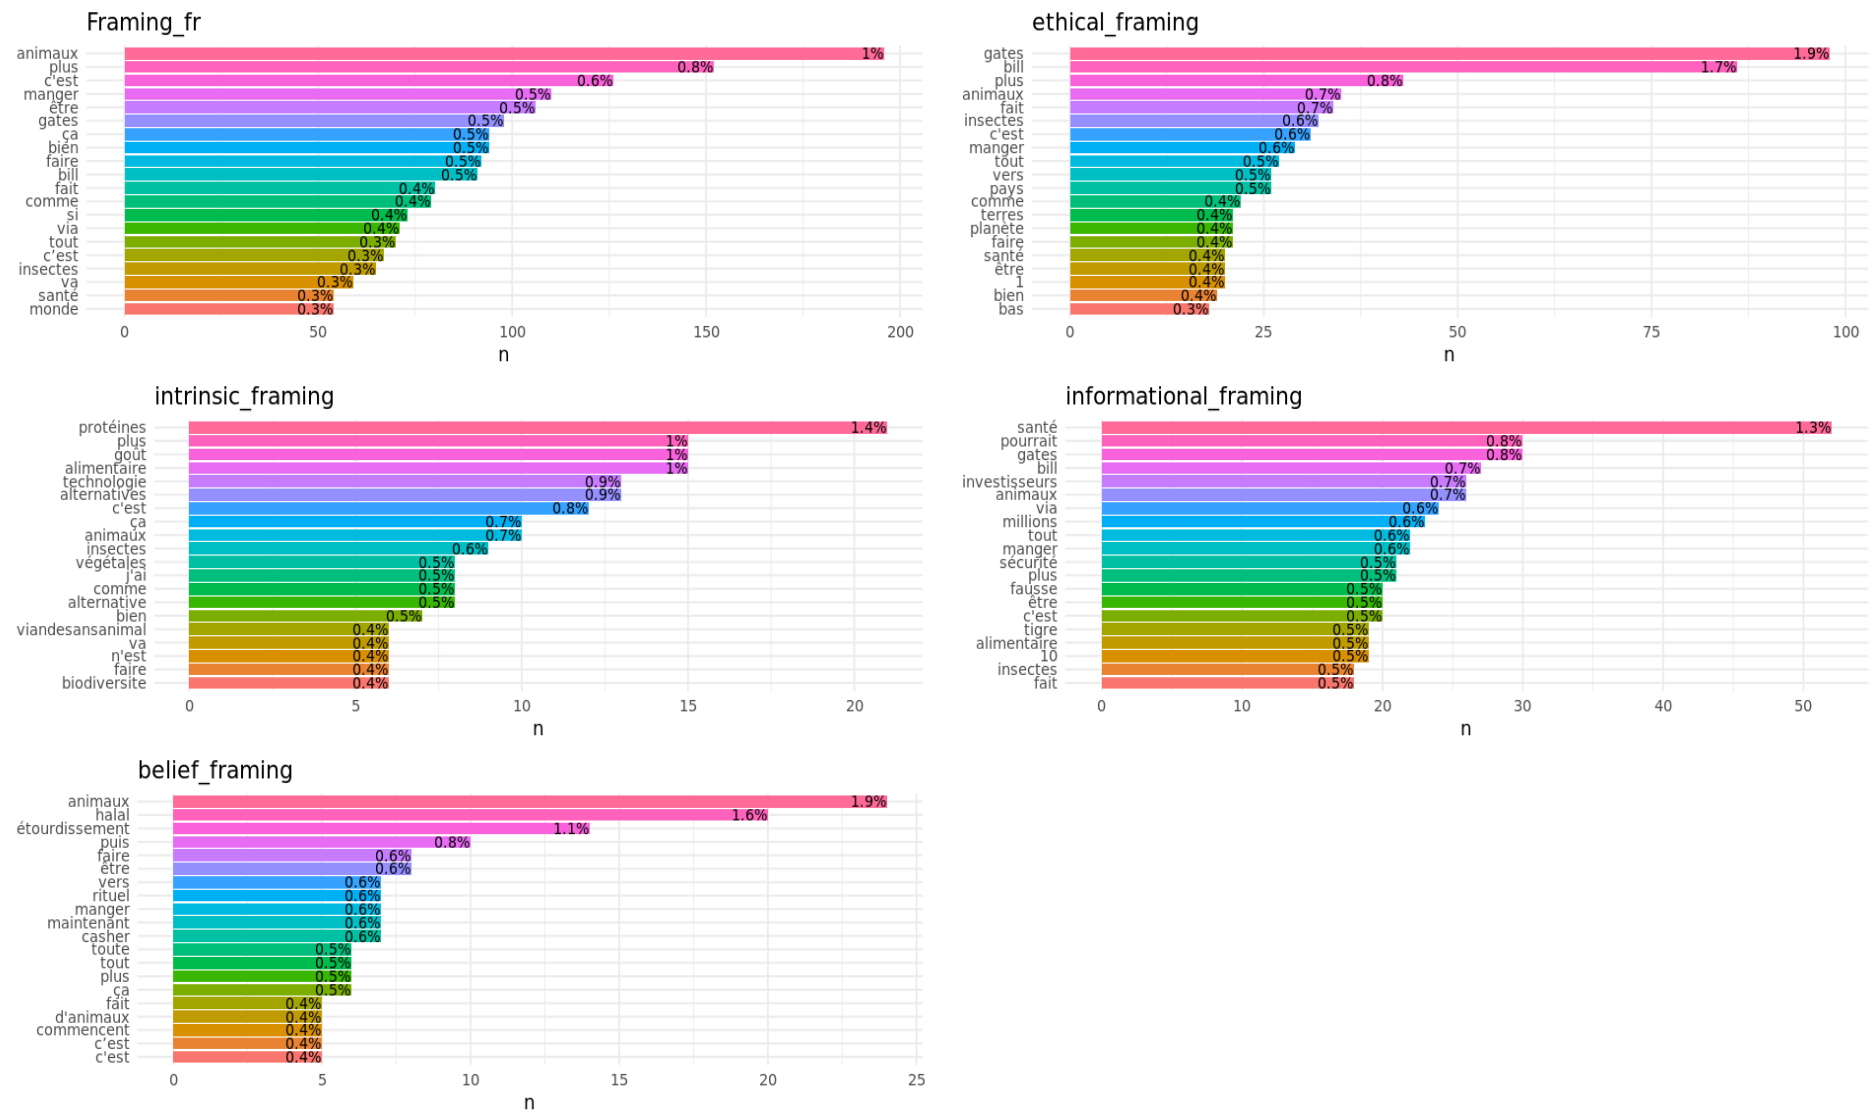 Framing_fr
animaux 1%
plus 0.8%
c'est 0.6%
manger 0.5%
être 0.5%
gates 0.5%
ça 0.5%
bien 0.5%
faire 0.5%
bill 0.5%
fait 0.4%
comme 0.4%
si 0.4%
via 0.4%
tout 0.3%
c’est 0.3%
insectes 0.3%
va 0.3%
santé 0.3%
monde 0.3%
0 50 100 150 200
n
ethical_framing
gates 1.9%
bill 1.7%
plus 0.8%
animaux 0.7%
fait 0.7%
insectes 0.6%
c'est 0.6%
manger 0.6%
tout 0.5%
vers 0.5%
pays 0.5%
comme 0.4%
terres 0.4%
planète 0.4%
faire 0.4%
santé 0.4%
être 0.4%
1 0.4%
bien 0.4%
bas 0.3%
0 25 50 75 100
n
intrinsic_framing
protéines 1.4%
plus 1%
goût 1%
alimentaire 1%
technologie 0.9%
alternatives 0.9%
c'est 0.8%
ça 0.7%
animaux 0.7%
insectes 0.6%
végétales 0.5%
j'ai 0.5%
comme 0.5%
alternative 0.5%
bien 0.5%
viandesansanimal 0.4%
va 0.4%
n'est 0.4%
faire 0.4%
biodiversite 0.4%
0 5 10 15 20
n
informational_framing
santé 1.3%
pourrait 0.8%
gates 0.8%
bill 0.7%
investisseurs 0.7%
animaux 0.7%
via 0.6%
millions 0.6%
tout 0.6%
manger 0.6%
sécurité 0.5%
plus 0.5%
fausse 0.5%
être 0.5%
c'est 0.5%
tigre 0.5%
alimentaire 0.5%
10 0.5%
insectes 0.5%
fait 0.5%
0 10 20 30 40 50
n
belief_framing
animaux 1.9%
halal 1.6%
étourdissement 1.1%
puis 0.8%
faire 0.6%
être 0.6%
vers 0.6%
rituel 0.6%
manger 0.6%
maintenant 0.6%
casher 0.6%
toute 0.5%
tout 0.5%
plus 0.5%
ça 0.5%
fait 0.4%
d'animaux 0.4%
commencent 0.4%
c’est 0.4%
c'est 0.4%
0 5 10 15 20 25
n